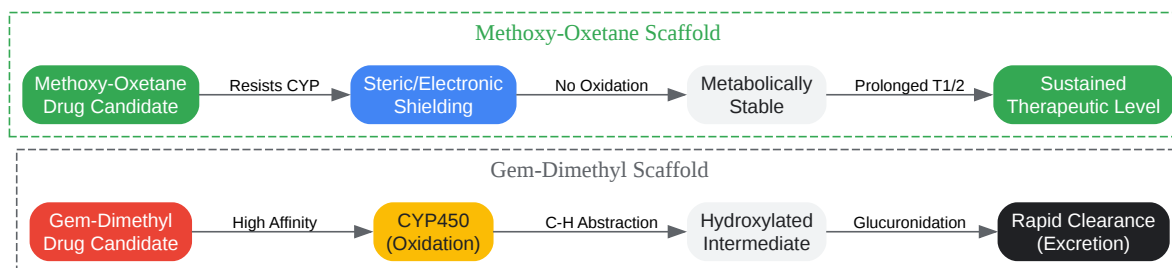 Methoxy-Oxetane Scaffold
Methoxy-Oxetane
Drug Candidate
Resists CYP
Steric/Electronic
Shielding
No Oxidation
Metabolically
Stable
Prolonged T1/2
Sustained
Therapeutic Level
Gem-Dimethyl Scaffold
Gem-Dimethyl
Drug Candidate
High Affinity
CYP450
(Oxidation)
C-H Abstraction
Hydroxylated
Intermediate
Glucuronidation
Rapid Clearance
(Excretion)